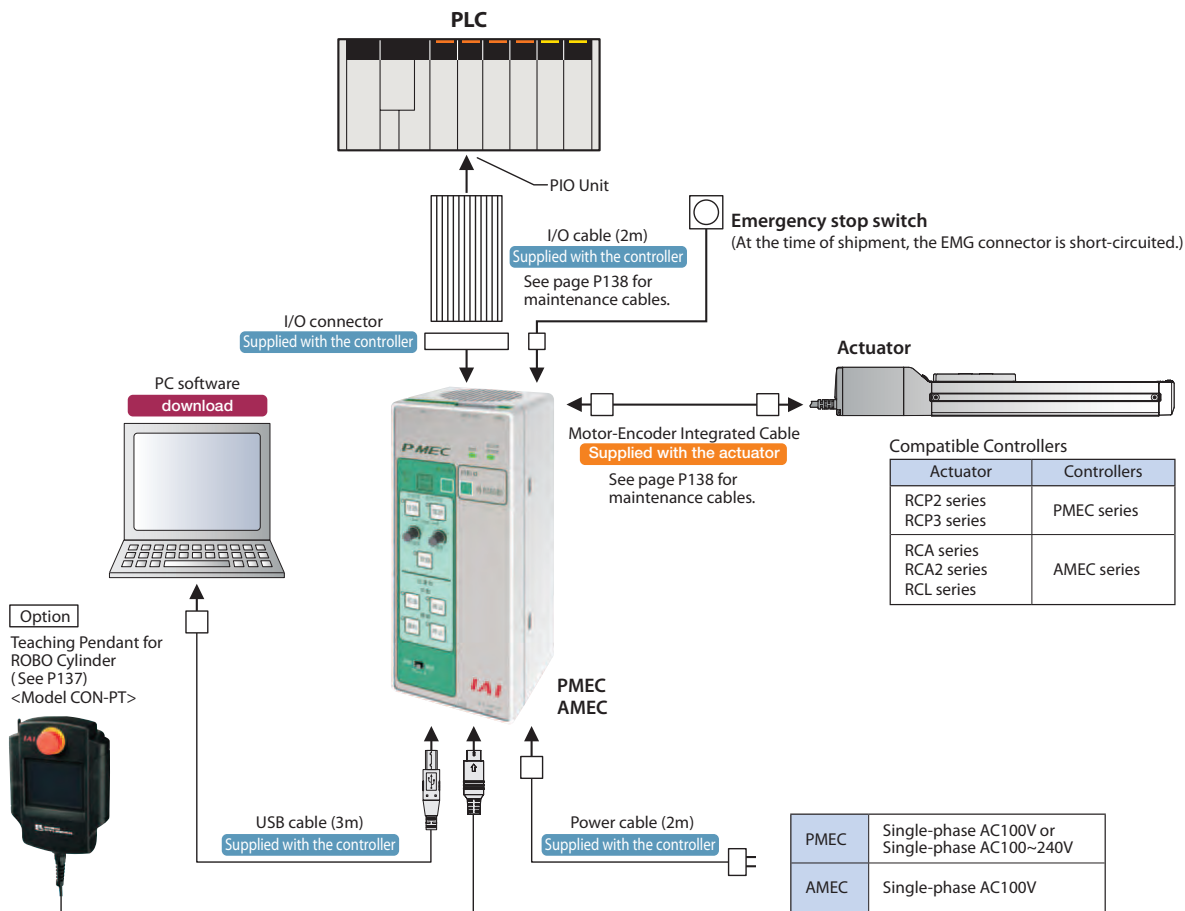 PLC
PIO Unit
I/O cable (2m)
Supplied with the controller
See page P138 for
maintenance cables.
Emergency stop switch
(At the time of shipment, the EMG connector is short-circuited.)
I/O connector
Supplied with the controller
PC software
download
Actuator
Motor-Encoder Integrated Cable
Supplied with the actuator
See page P138 for
maintenance cables.
Compatible Controllers
Actuator Controllers
RCP2 series
RCP3 series
PMEC series
RCA series
RCA2 series
RCL series
AMEC series
PMEC
IAI
PMEC
AMEC
Option
Teaching Pendant for
ROBO Cylinder
(See P137)
<Model CON-PT>
IAI
USB cable (3m)
Supplied with the controller
Power cable (2m)
Supplied with the controller
PMEC Single-phase AC100V or
Single-phase AC100~240V
AMEC Single-phase AC100V